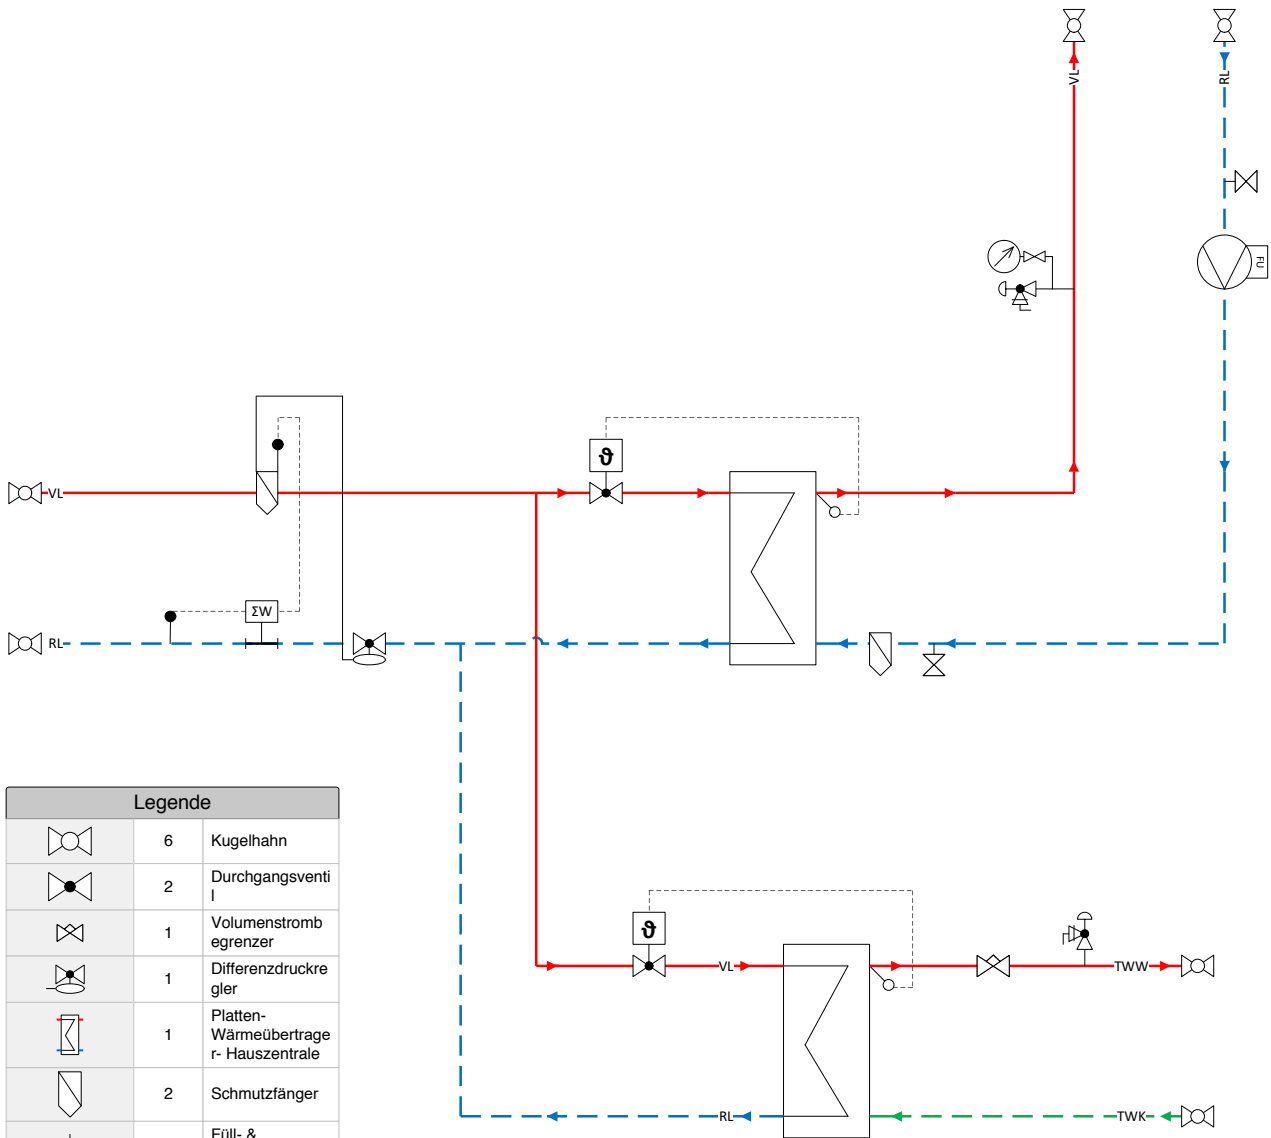 VL
RL
FU
ϑ
VL
ΣW
RL
Legende
6 Kugelhahn
2 Durchgangsventi
l
1 Volumenstromb
egrenzer
1 Differenzdruckre
gler
1 Platten-
Wärmeübertrage
r- Hauszentrale
2 Schmutzfänger
Füll- &
ϑ
VL
TWW
RL
TWK